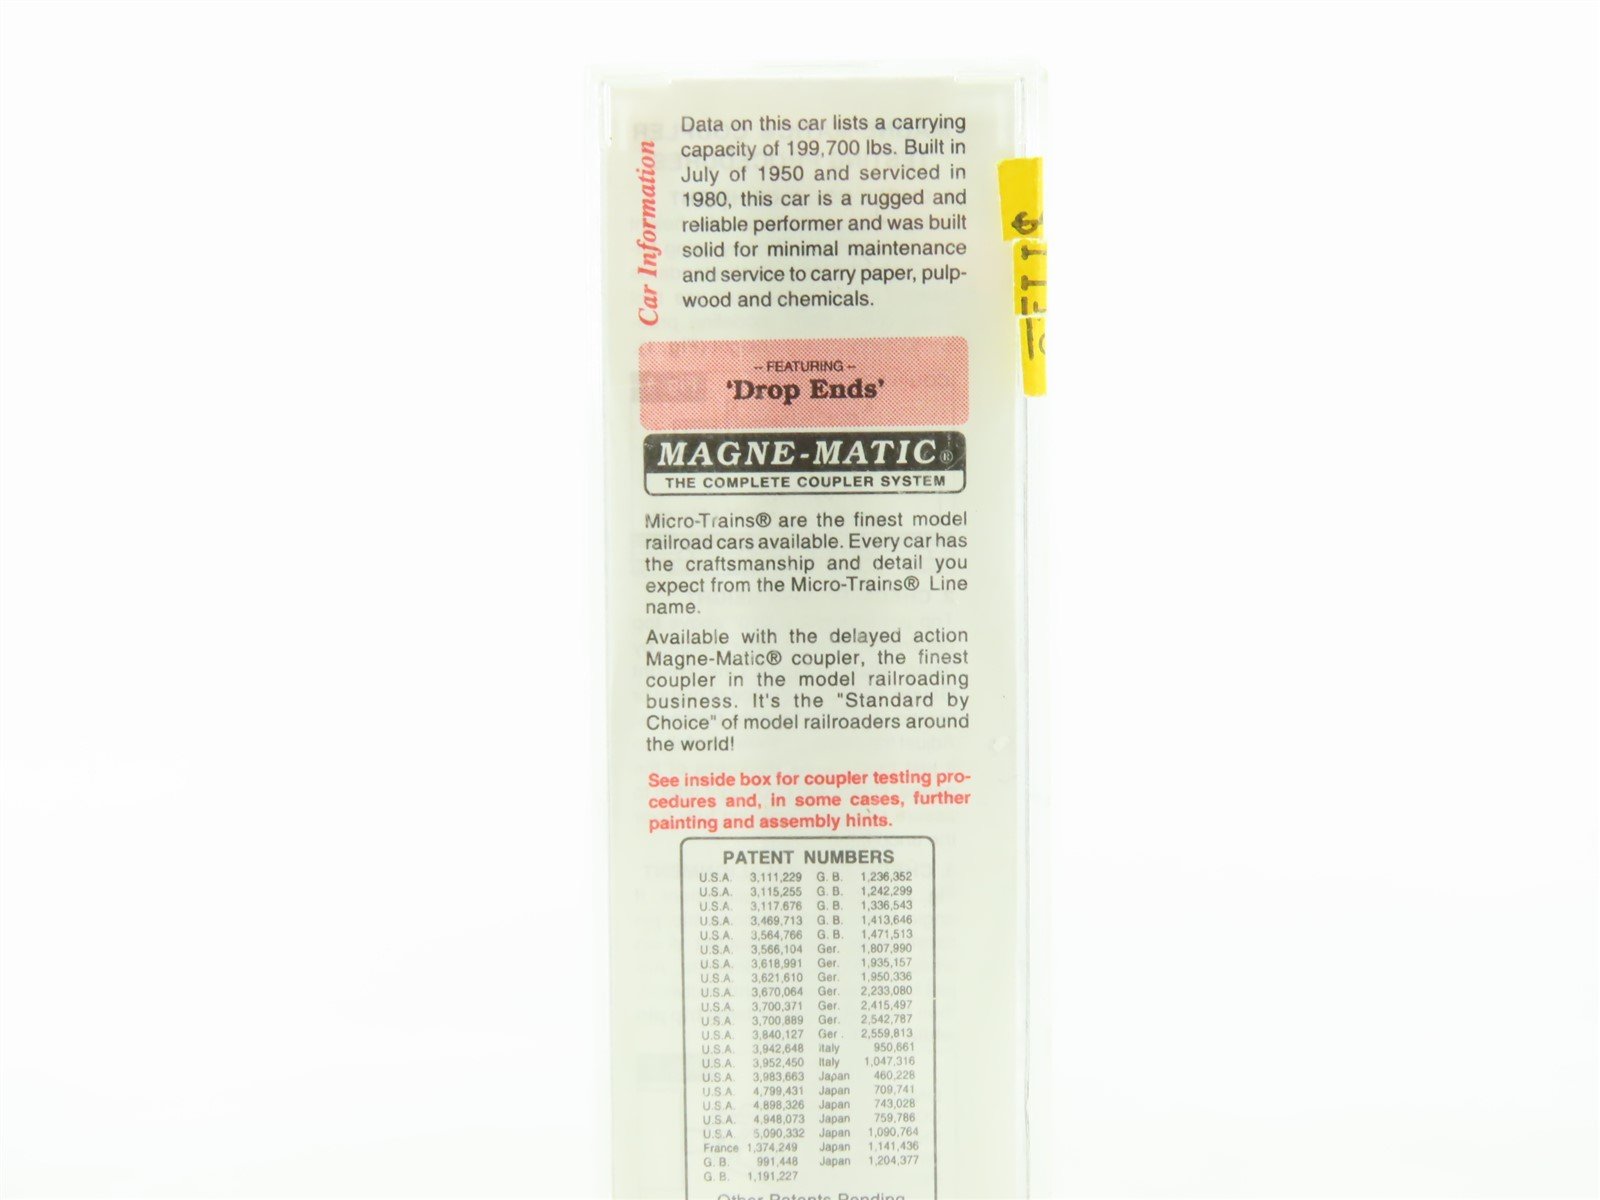 Car Information
Data on this car lists a carrying
capacity of 199,700 lbs. Built in
July of 1950 and serviced in
1980, this car is a rugged and
reliable performer and was built
solid for minimal maintenance
and service to carry paper, pulp-
wood and chemicals.
-- FEATURING --
'Drop Ends'
MAGNE-MATIC®
THE COMPLETE COUPLER SYSTEM
Micro-Trains® are the finest model
railroad cars available. Every car has
the craftsmanship and detail you
expect from the Micro-Trains® Line
name.
Available with the delayed action
Magne-Matic® coupler, the finest
coupler in the model railroading
business. It's the "Standard by
Choice" of model railroaders around
the world!
See inside box for coupler testing pro-
cedures and, in some cases, further
painting and assembly hints.
PATENT NUMBERS
U.S.A. 3,111,229 G. B. 1,236,352
U.S.A. 3,115,255 G. B. 1,242,299
U.S.A. 3,117.676 G. B. 1,336,543
U.S.A. 3,469,713 G. B. 1,413,646
U.S.A. 3,564,766 G. B. 1,471,513
U.S.A. 3,566,104 Ger. 1,807,990
U.S.A. 3,618,991 Ger. 1,935,157
U.S.A. 3,621,610 Ger. 1,950,336
U.S.A. 3,670,064 Ger. 2,233,080
U.S.A. 3,700,371 Ger. 2,415,497
U.S.A. 3,700,889 Ger. 2,542,787
U.S.A. 3,840,127 Ger. 2,559,813
U.S.A. 3,942,648 Italy 950,661
U.S.A. 3,952,450 Italy 1,047,316
U.S.A. 3,983,663 Japan 460,228
U.S.A. 4,799,431 Japan 709,741
U.S.A. 4,898,326 Japan 743,028
U.S.A. 4,948,073 Japan 759,786
U.S.A. 5,090,332 Japan 1,090,764
France 1,374,249 Japan 1,141,436
G. B. 991,448 Japan 1,204,377
G. B. 1,191,227
Other Patents Pending